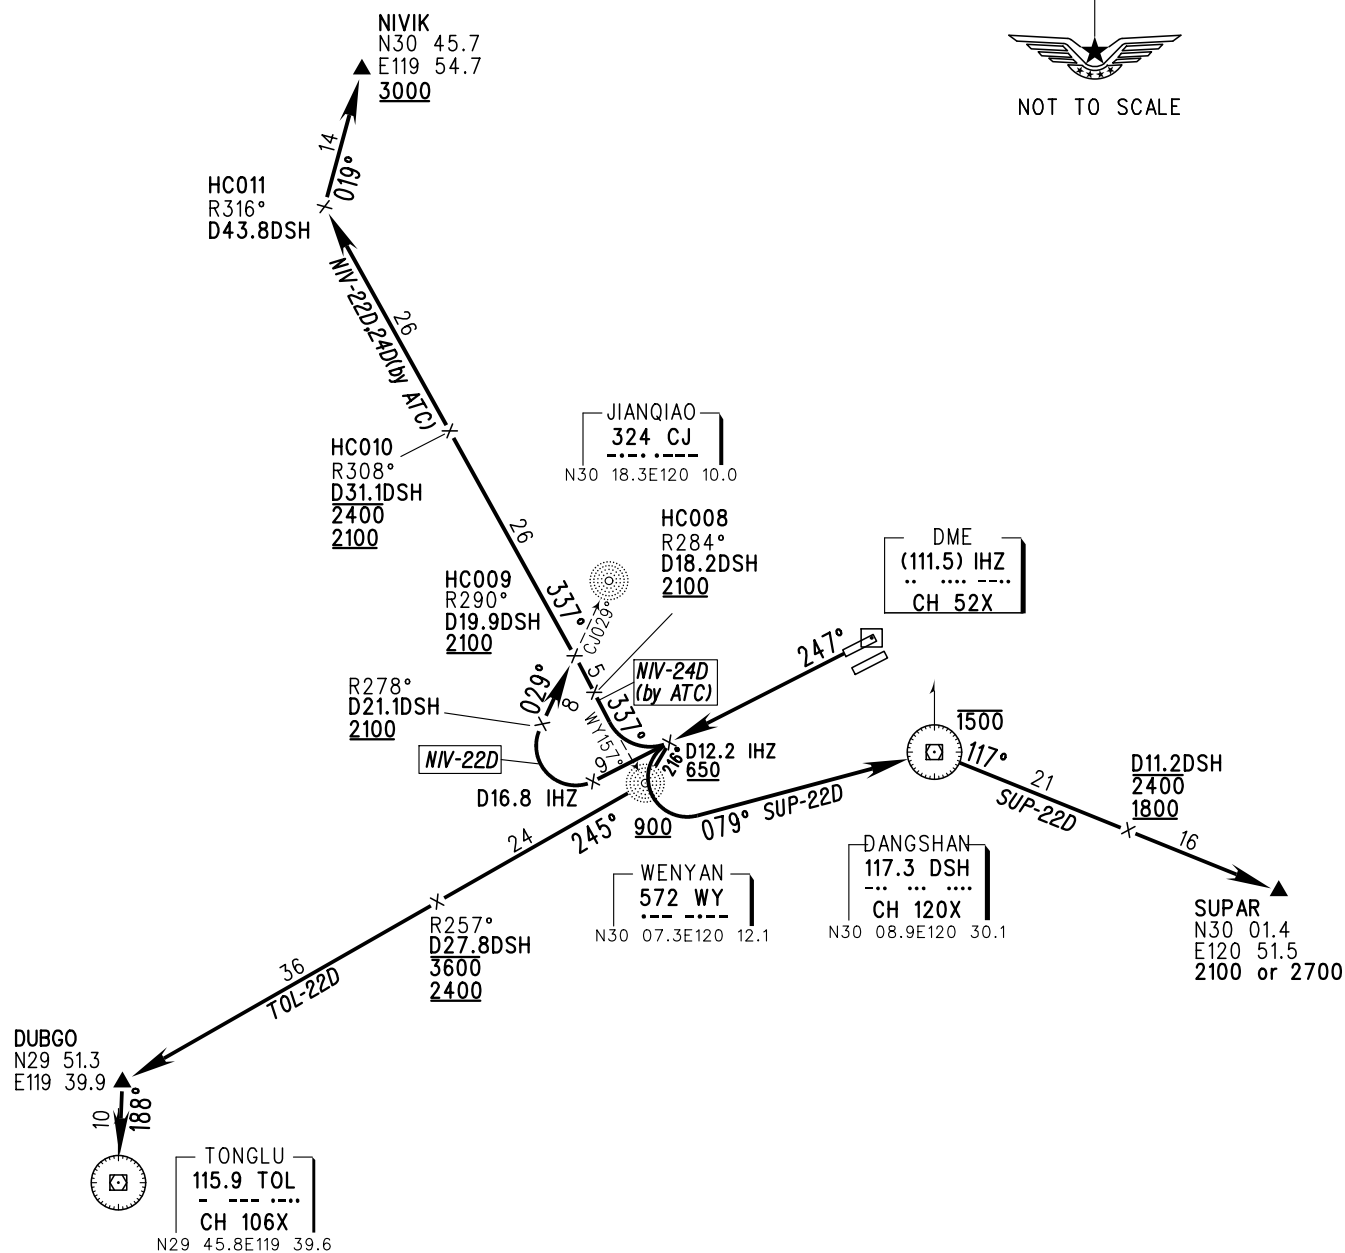 NIVIK
N30 45.7
E119 54.7
3000
NOT TO SCALE
14
019°
HC011
R316°
D43.8DSH
NIV-22D,24D(by ATC)
26
HC010
R308°
D31.1DSH
2400
2100
JIANQIAO
324 CJ
N30 18.3E120 10.0
26
HC008
R284°
D18.2DSH
2100
DME
(111.5) IHZ
CH 52X
HC009
R290°
D19.9DSH
2100
337°
CJ029°
247°
5
NIV-24D
(by ATC)
R278°
D21.1DSH
2100
029°
8
WY157°
337°
NIV-22D
9
216°
D12.2 IHZ
650
D16.8 IHZ
1500
117°
21
SUP-22D
D11.2DSH
2400
1800
16
24
245°
900
079°
SUP-22D
WENYAN
572 WY
N30 07.3E120 12.1
DANGSHAN
117.3 DSH
CH 120X
N30 08.9E120 30.1
SUPAR
N30 01.4
E120 51.5
2100 or 2700
R257°
D27.8DSH
3600
2400
36
TOL-22D
DUBGO
N29 51.3
E119 39.9
10
188°
TONGLU
115.9 TOL
CH 106X
N29 45.8E119 39.6